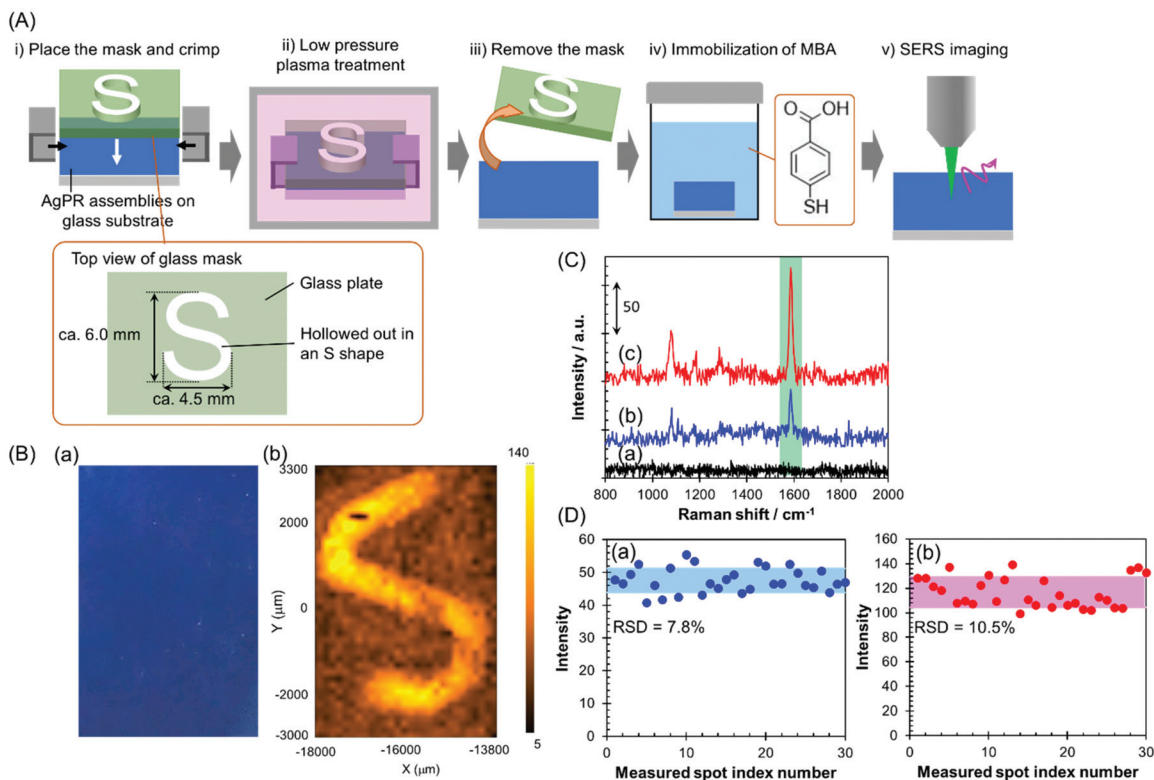 (A)
i) Place the mask and crimp
S
AgPR assemblies on
glass substrate
ii) Low pressure
plasma treatment
S
iii) Remove the mask
S
iv) Immobilization of MBA
O
OH
SH
v) SERS imaging
Top view of glass mask
S
Glass plate
Hollowed out in
an S shape
ca. 6.0 mm
ca. 4.5 mm
(B)
(a)
(b)
140
5
3300
2000
0
-2000
-3000
Y (μm)
-18000
-16000
-13800
X (μm)
(C)
50
(c)
(b)
(a)
Intensity / a.u.
800 1000 1200 1400 1600 1800 2000
Raman shift / cm-1
(D)
(a)
60
50
40
30
20
10
0
Intensity
RSD = 7.8%
0 10 20 30
Measured spot index number
(b)
160
140
120
100
80
60
40
20
0
Intensity
RSD = 10.5%
0 10 20 30
Measured spot index number